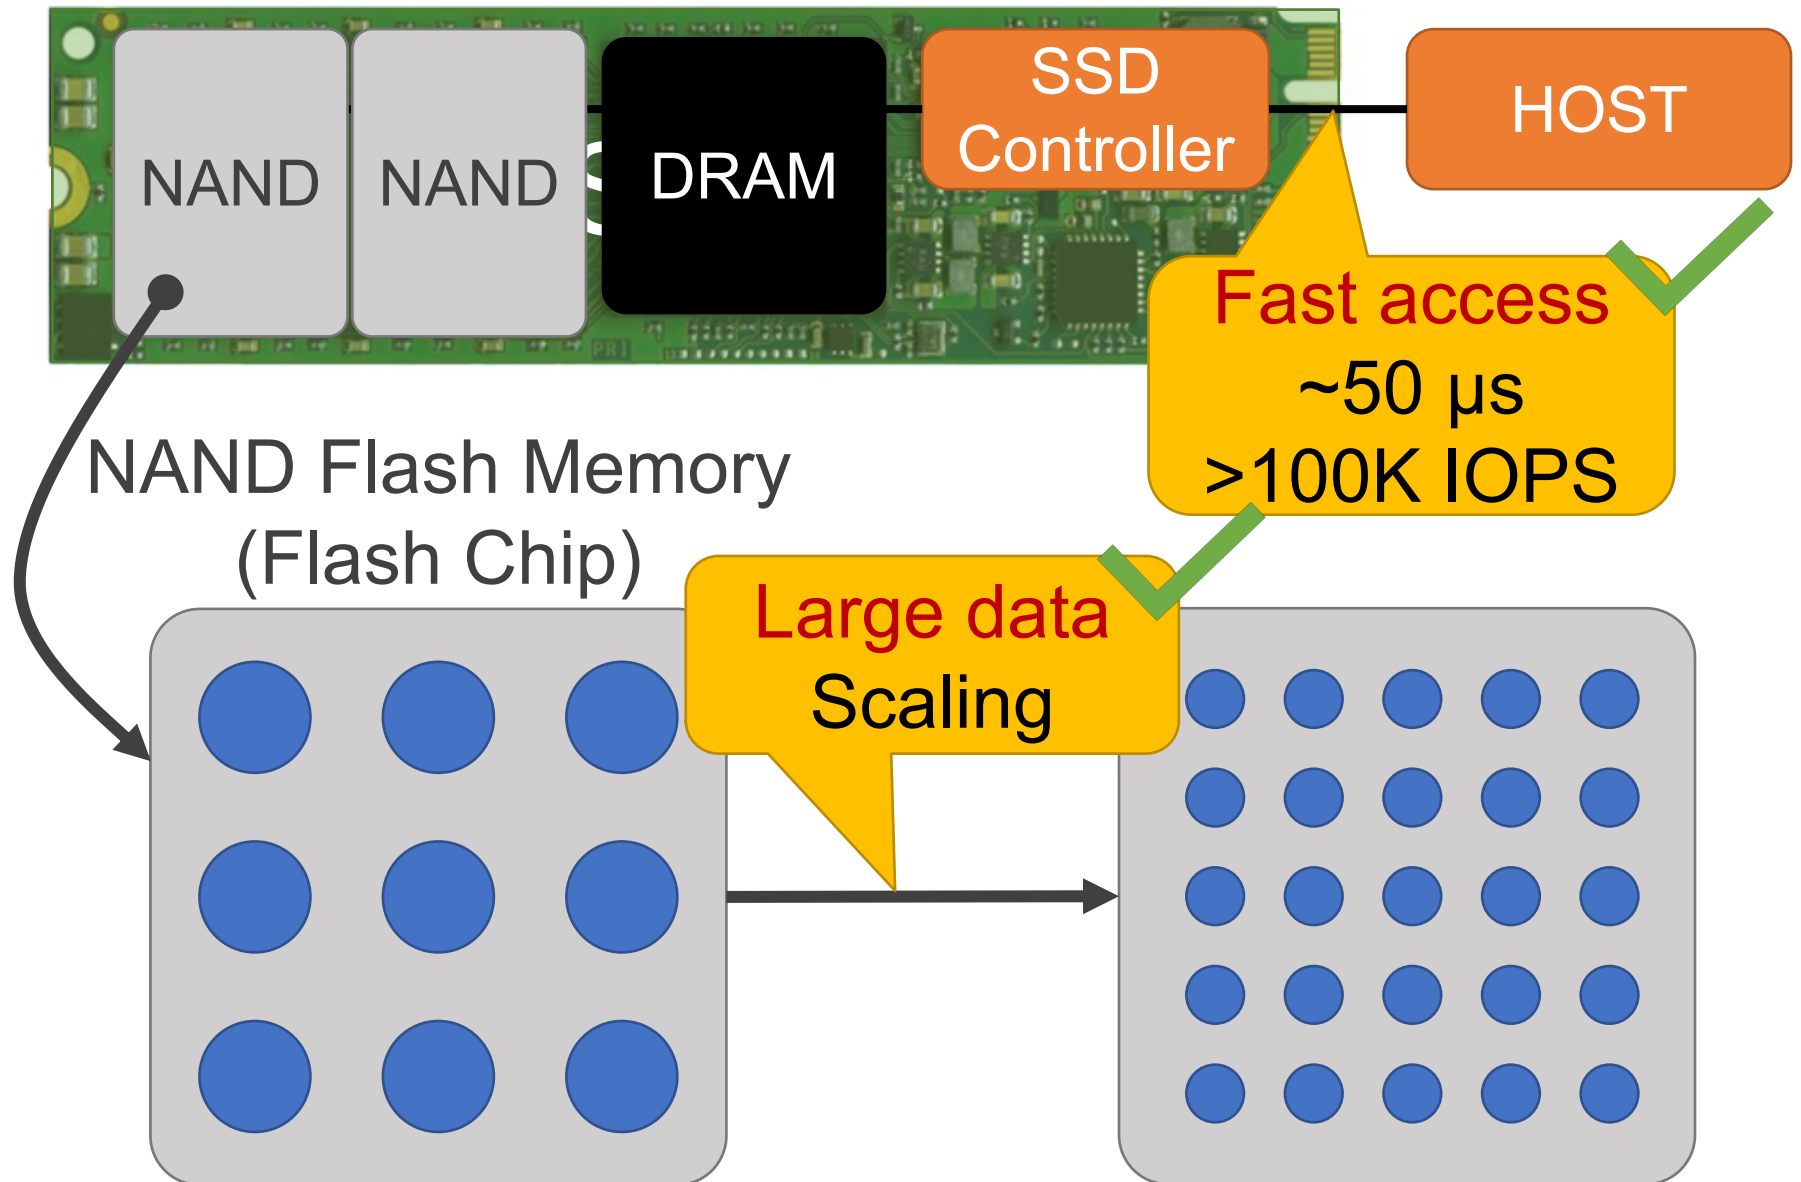 SSD
Controller
HOST
NAND
NAND
DRAM
Fast access
~50 µs
>100K IOPS
NAND Flash Memory
(Flash Chip)
Large data
Scaling
PRI